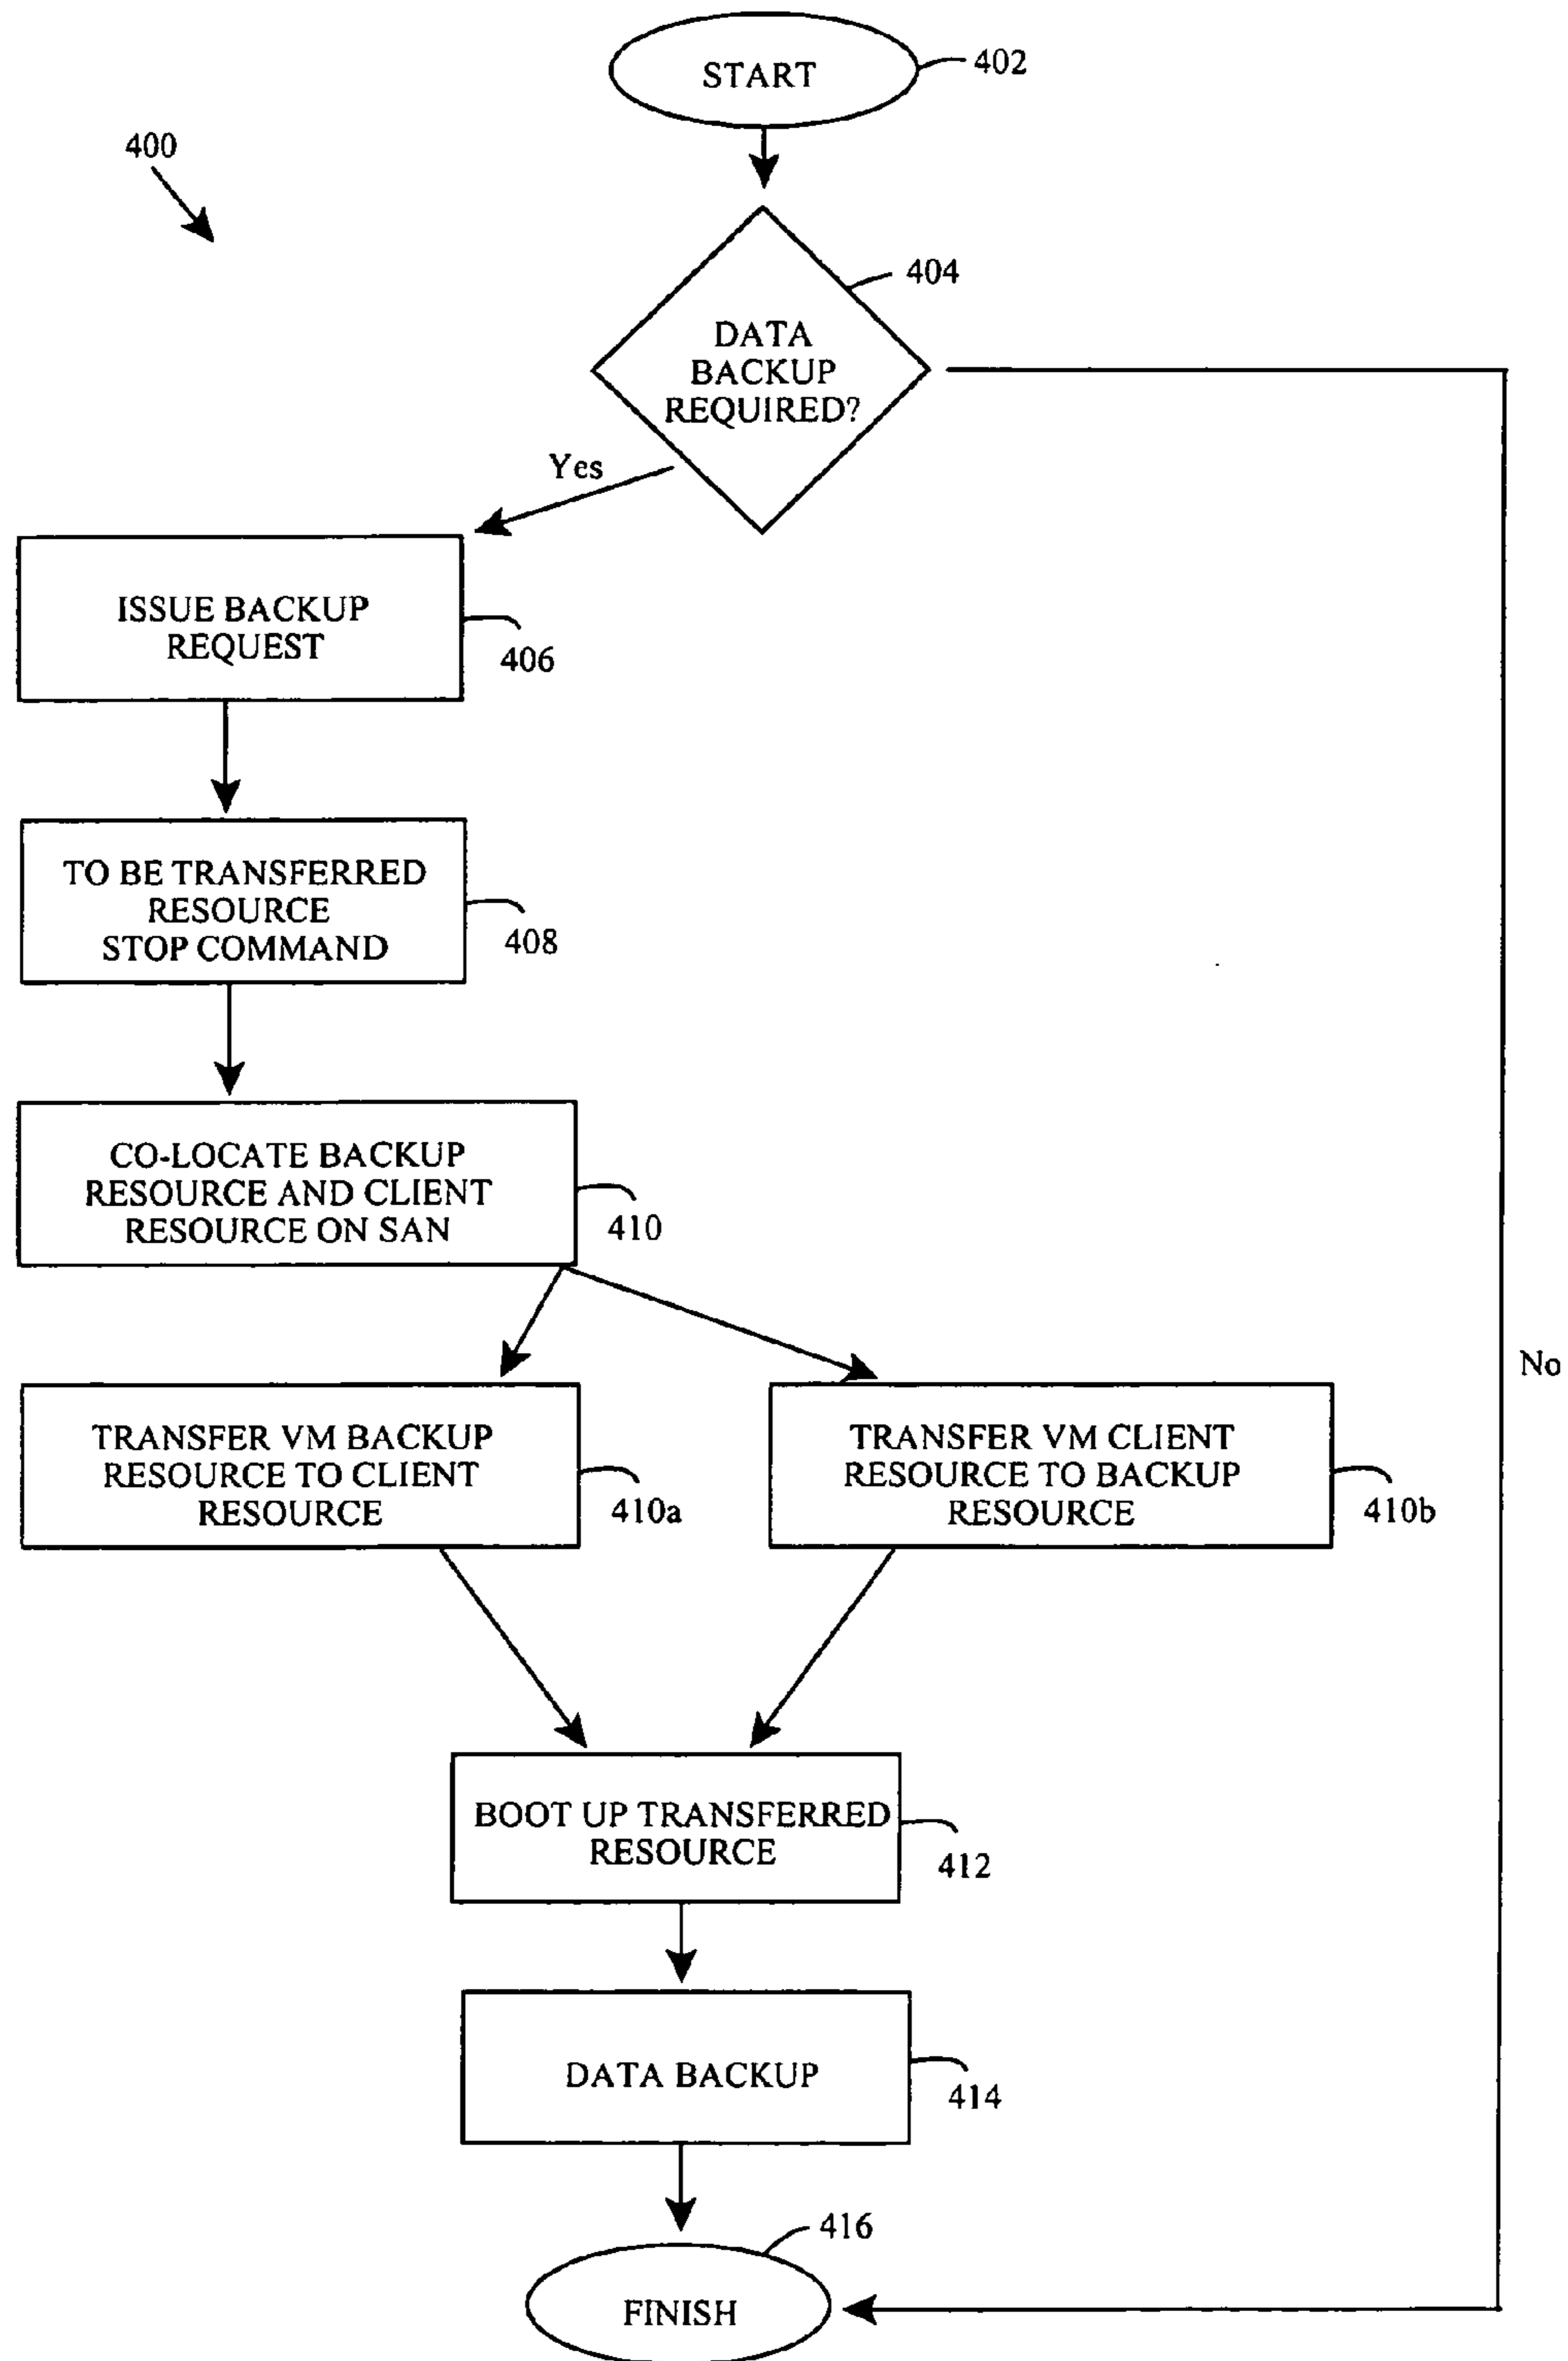 START
402
400
404
DATA
BACKUP
REQUIRED?
Yes
ISSUE BACKUP
REQUEST
406
TO BE TRANSFERRED
RESOURCE
STOP COMMAND
408
CO-LOCATE BACKUP
RESOURCE AND CLIENT
RESOURCE ON SAN
410
No
TRANSFER VM BACKUP
RESOURCE TO CLIENT
RESOURCE
410a
TRANSFER VM CLIENT
RESOURCE TO BACKUP
RESOURCE
410b
BOOT UP TRANSFERRED
RESOURCE
412
DATA BACKUP
414
416
FINISH